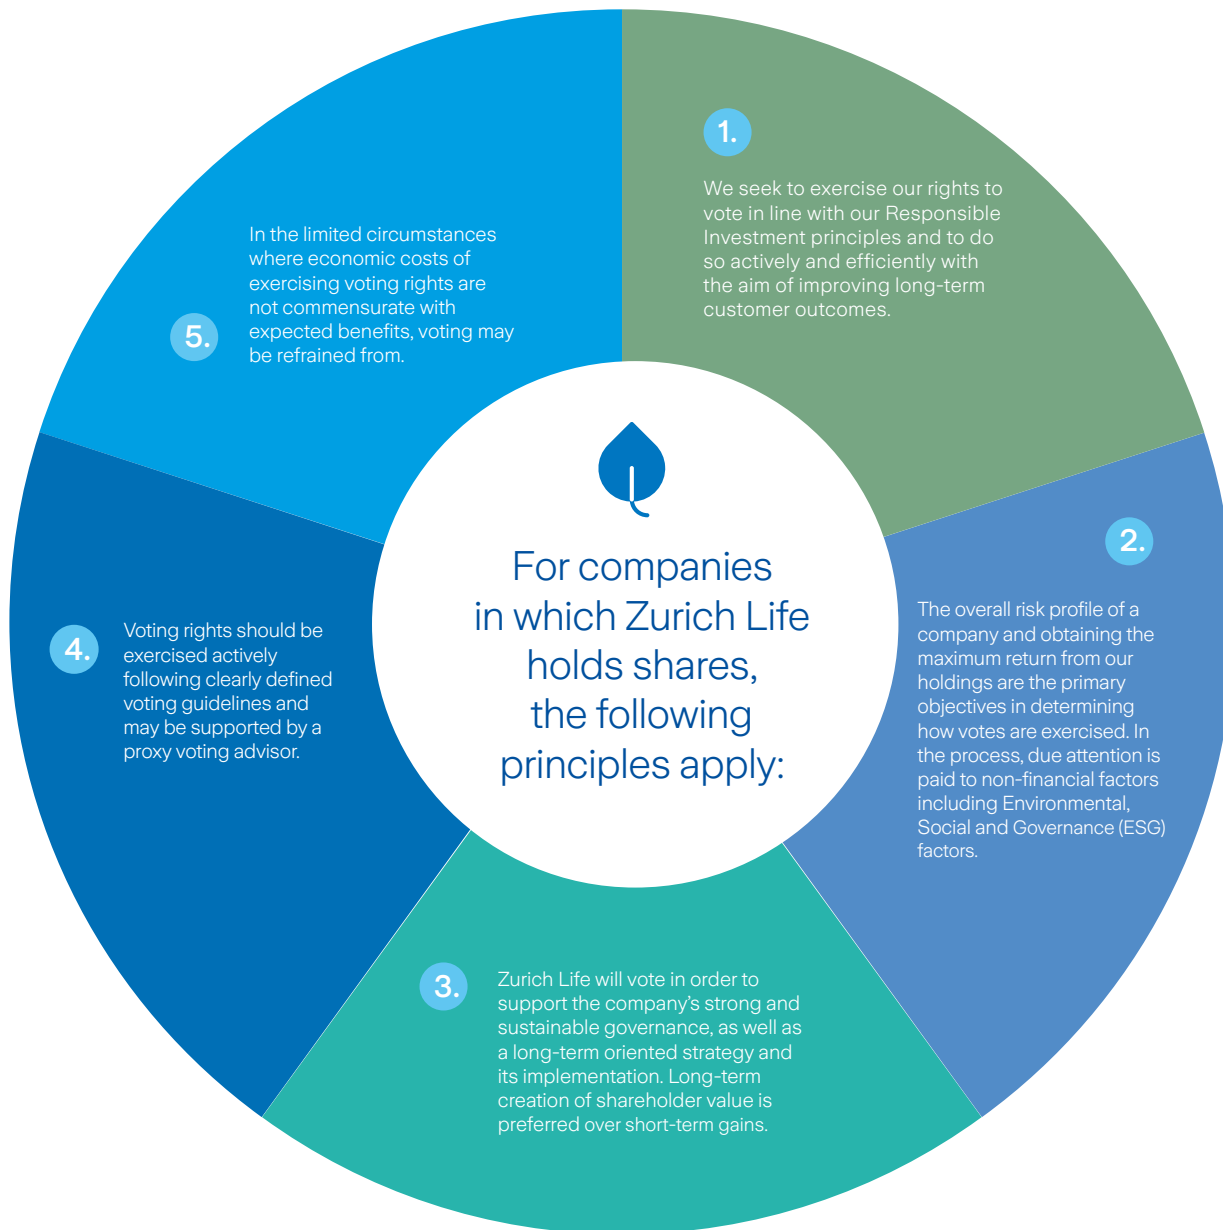 For companies
in which Zurich Life
holds shares,
the following
principles apply:
1.
We seek to exercise our rights to
vote in line with our Responsible
Investment principles and to do
so actively and efficiently with
the aim of improving long-term
customer outcomes.
2.
The overall risk profile of a
company and obtaining the
maximum return from our
holdings are the primary
objectives in determining
how votes are exercised. In
the process, due attention is
paid to non-financial factors
including Environmental,
Social and Governance (ESG)
factors.
3.
Zurich Life will vote in order to
support the company’s strong and
sustainable governance, as well as
a long-term oriented strategy and
its implementation. Long-term
creation of shareholder value is
preferred over short-term gains.
4.
Voting rights should be
exercised actively
following clearly defined
voting guidelines and
may be supported by a
proxy voting advisor.
5.
In the limited circumstances
where economic costs of
exercising voting rights are
not commensurate with
expected benefits, voting may
be refrained from.